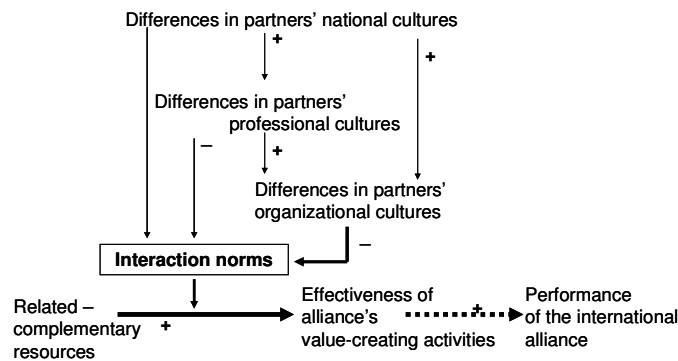 Differences in partners' national cultures
+
+
Differences in partners'
professional cultures
–
+
Differences in partners'
organizational cultures
–
Interaction norms
Related –
complementary
resources
+
Effectiveness of
alliance's
value-creating activities
+
Performance
of the international
alliance